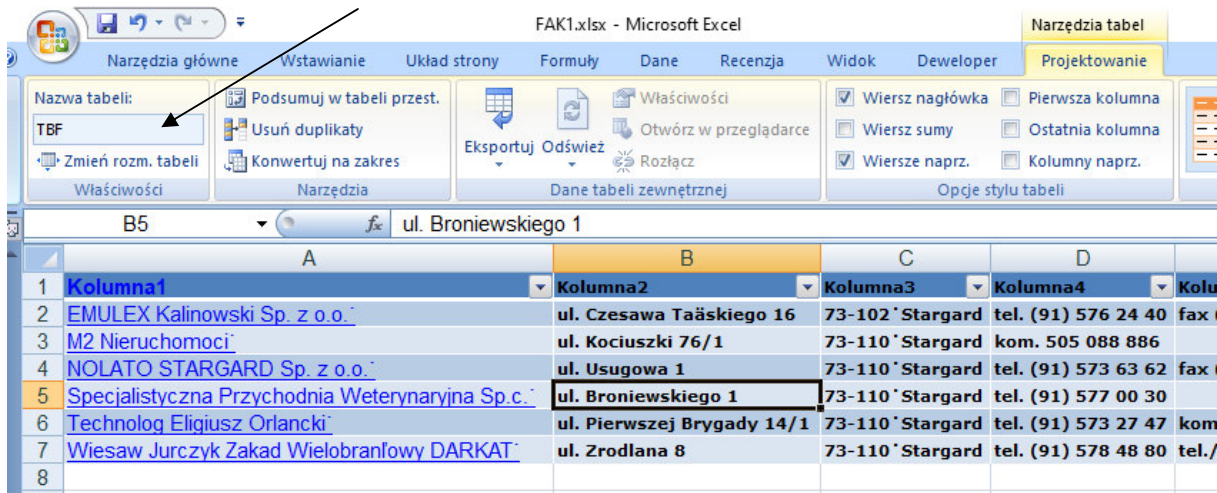 FAK1.xlsx - Microsoft Excel
Narzędzia tabel
Narzędzia główne Wstawianie Układ strony Formuły Dane Recenzja Widok Deweloper Projektowanie
Nazwa tabeli:
TBF
Zmień rozm. tabeli
Właściwości
Podsumuj w tabeli przest.
Usuń duplikaty
Konwertuj na zakres
Narzędzia
Eksportuj Odśwież
Właściwości
Otwórz w przeglądarce
Rozłącz
Dane tabeli zewnętrznej
Wiersz nagłówka Pierwsza kolumna
Wiersz sumy Ostatnia kolumna
Wiersze naprz. Kolumny naprz.
Opcje stylu tabeli
B5 fx ul. Broniewskiego 1
A B C D
1 Kolumna1 Kolumna2 Kolumna3 Kolumna4 Kolu
2 EMULEX Kalinowski Sp. z o.o.˙ ul. Czesawa Taäskiego 16 73-102˙Stargard tel. (91) 576 24 40 fax (
3 M2 Nieruchomoci˙ ul. Kociuszki 76/1 73-110˙Stargard kom. 505 088 886
4 NOLATO STARGARD Sp. z o.o.˙ ul. Usugowa 1 73-110˙Stargard tel. (91) 573 63 62 fax (
5 Specjalistyczna Przychodnia Weterynaryjna Sp.c.˙ ul. Broniewskiego 1 73-110˙Stargard tel. (91) 577 00 30
6 Technolog Eligiusz Orlancki˙ ul. Pierwszej Brygady 14/1 73-110˙Stargard tel. (91) 573 27 47 kom
7 Wiesaw Jurczyk Zakad Wielobranľowy DARKAT˙ ul. Zrodlana 8 73-110˙Stargard tel. (91) 578 48 80 tel./
8